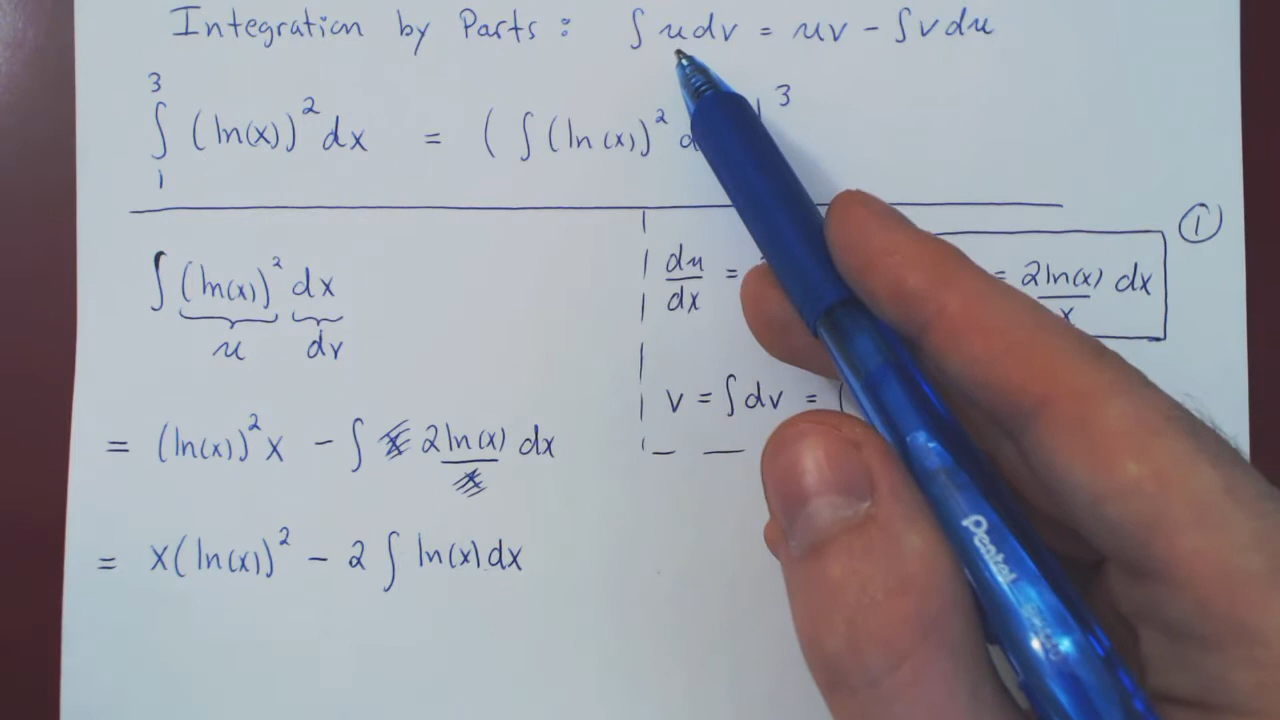 Integration by Parts : ∫ u dv = uv - ∫ v du
∫₁³ (ln(x))² dx = ( ∫ (ln(x))² d |³
①
∫ (ln(x))² dx
u dv
du/dx = = 2ln(x)/x dx
v = ∫ dv = (
= (ln(x))² x - ∫ x 2ln(x)/x dx
= x(ln(x))² - 2 ∫ ln(x) dx
Pentel